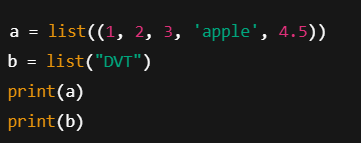 a = list((1, 2, 3, 'apple', 4.5))
b = list("DVT")
print(a)
print(b)